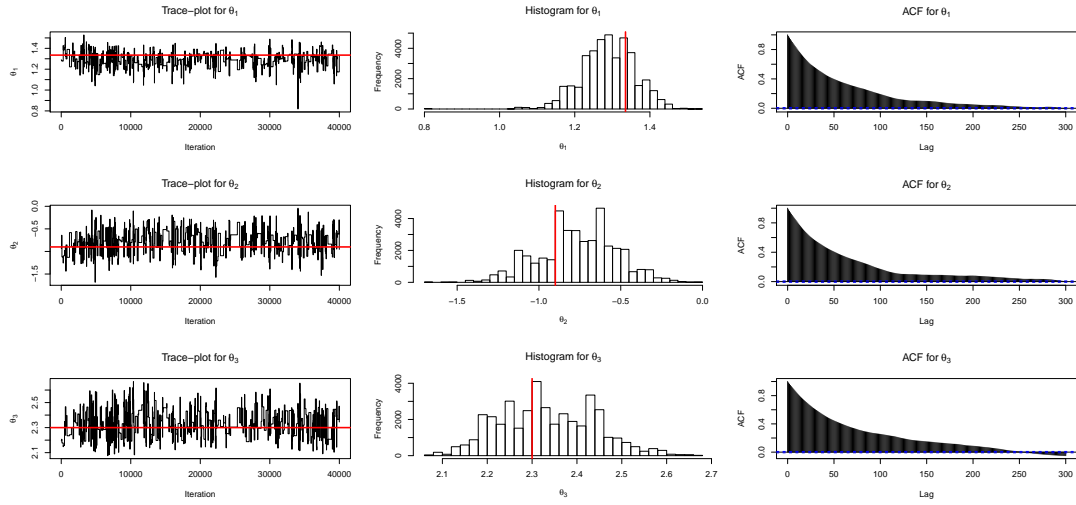 Trace−plot for θ1
θ1
0.8 1.0 1.2 1.4
0 10000 20000 30000 40000
Iteration
Histogram for θ1
Frequency
0 2000 4000
0.8 1.0 1.2 1.4
θ1
ACF for θ1
ACF
0.0 0.4 0.8
0 50 100 150 200 250 300
Lag
Trace−plot for θ2
θ2
−1.5 −0.5 0.0
0 10000 20000 30000 40000
Iteration
Histogram for θ2
Frequency
0 2000 4000
−1.5 −1.0 −0.5 0.0
θ2
ACF for θ2
ACF
0.0 0.4 0.8
0 50 100 150 200 250 300
Lag
Trace−plot for θ3
θ3
2.1 2.3 2.5
0 10000 20000 30000 40000
Iteration
Histogram for θ3
Frequency
0 2000 4000
2.1 2.2 2.3 2.4 2.5 2.6 2.7
θ3
ACF for θ3
ACF
0.0 0.4 0.8
0 50 100 150 200 250 300
Lag